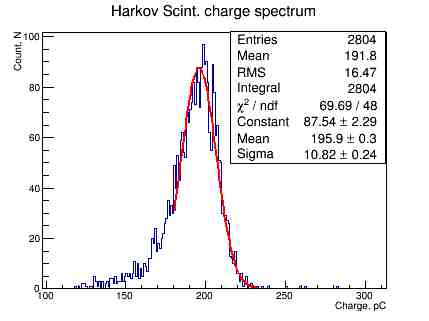 Harkov Scint. charge spectrum
Count, N
100
80
60
40
20
0
Entries 2804
Mean 191.8
RMS 16.47
Integral 2804
χ² / ndf 69.69 / 48
Constant 87.54 ± 2.29
Mean 195.9 ± 0.3
Sigma 10.82 ± 0.24
100 150 200 250 300
Charge, pC